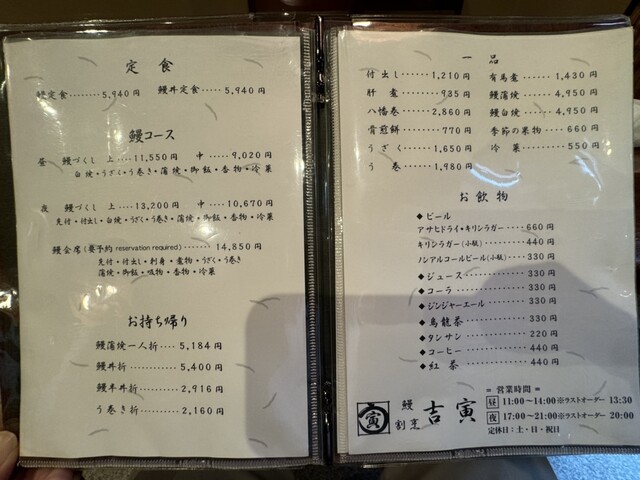 定食
定食……5,940円 鰻丼定食……5,940円
鰻コース
昼 鰻づくし 上……11,550円 中……9,020円
白焼・うざく・う巻き・蒲焼・御飯・香物・冷菓
夜 鰻づくし 上……13,200円 中……10,670円
先付・付出し・白焼・うざく・う巻き・蒲焼・御飯・香物・冷菓
鰻会席(要予約 reservation required)……14,850円
先付・付出し・刺身・煮物・うざく・う巻き
蒲焼・御飯・吸物・香物・冷菓
お持ち帰り
鰻蒲焼一人折……5,184円
鰻丼折……5,400円
鰻半丼折……2,916円
う巻き折……2,160円
一品
付出し……1,210円 有馬煮……1,430円
肝煮……935円 鰻蒲焼……4,950円
八幡巻……2,860円 鰻白焼……4,950円
骨煎餅……770円 季節の果物……660円
うざく……1,650円 冷菓……550円
う巻……1,980円
お飲物
◆ビール
アサヒドライ・キリンラガー……660円
キリンラガー(小瓶)……440円
ノンアルコールビール(小瓶)……330円
◆ジュース……330円
◆コーラ……330円
◆ジンジャーエール……330円
◆烏龍茶……330円
◆タンサン……220円
◆コーヒー……440円
◆紅茶……440円
寅 鰻割烹 吉寅
= 営業時間 =
昼 11:00〜14:00※ラストオーダー 13:30
夜 17:00〜21:00※ラストオーダー 20:00
定休日:土・日・祝日